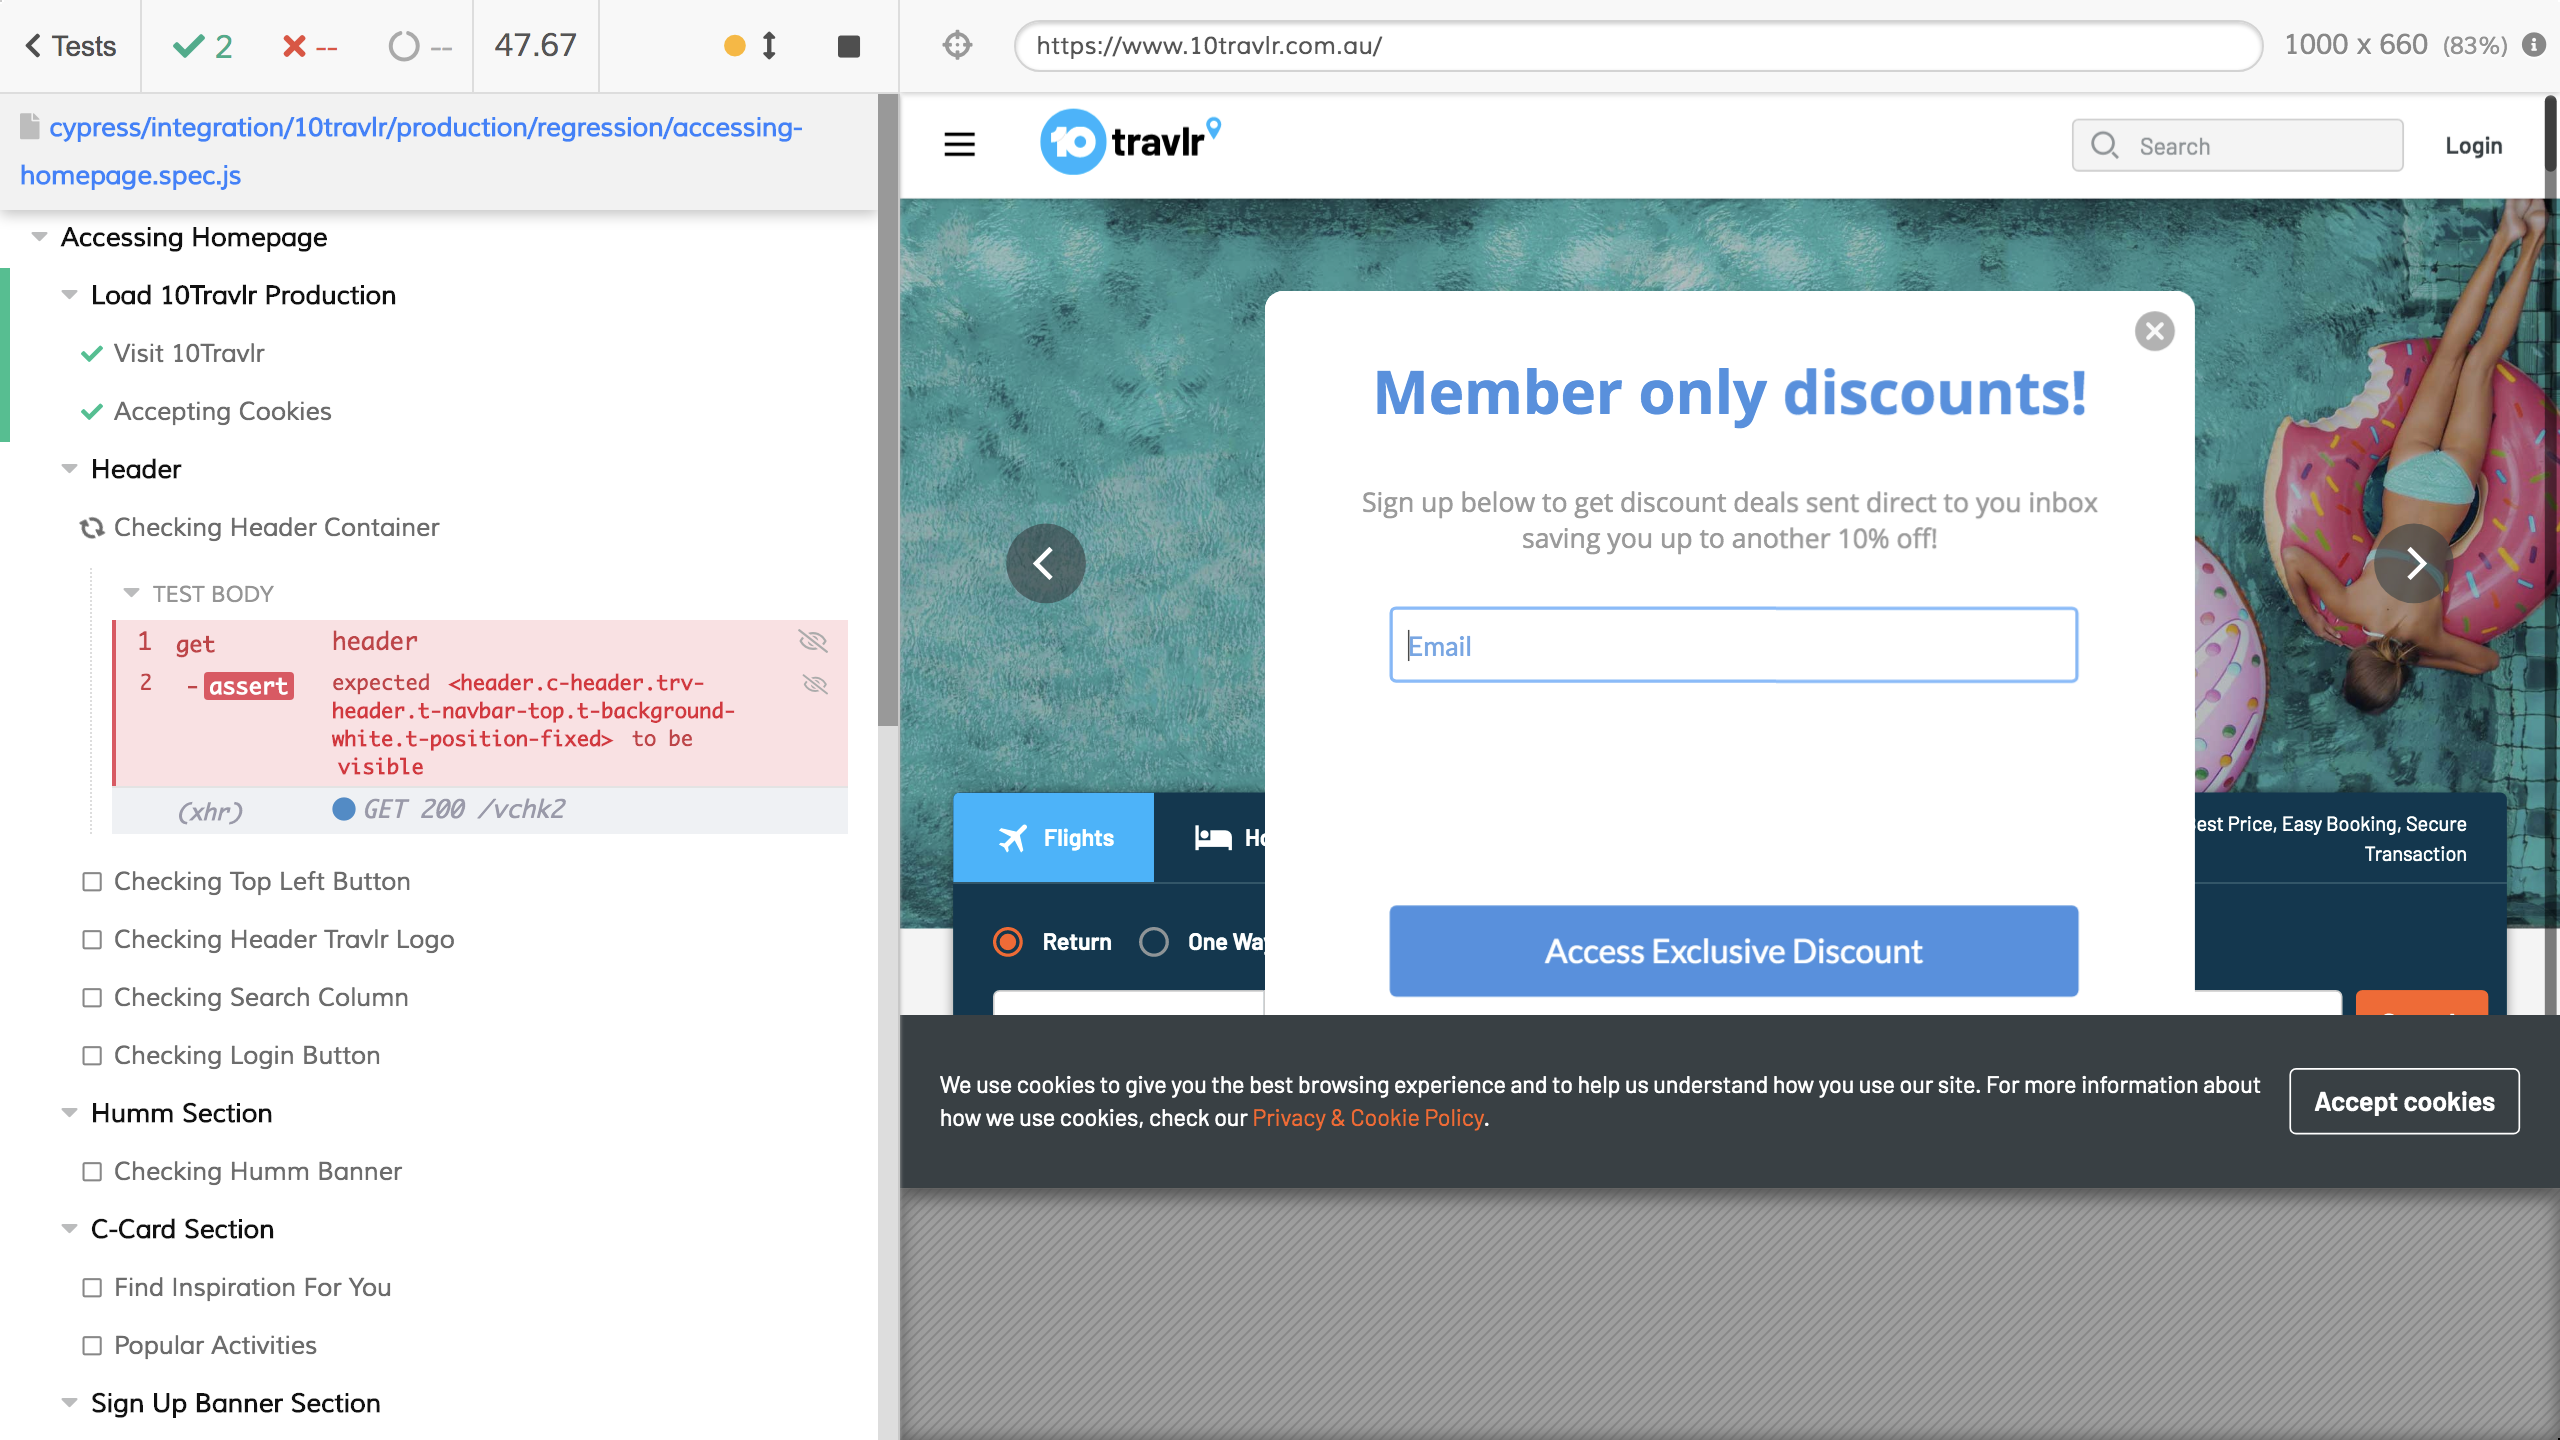 Tests
2
--
--
47.67
https://www.10travlr.com.au/
1000 x 660 (83%)
cypress/integration/10travlr/production/regression/accessing-
homepage.spec.js
Accessing Homepage
Load 10Travlr Production
Visit 10Travlr
Accepting Cookies
Header
Checking Header Container
TEST BODY
1 get header
2 - assert expected <header.c-header.trv-
header.t-navbar-top.t-background-
white.t-position-fixed> to be
visible
(xhr) GET 200 /vchk2
Checking Top Left Button
Checking Header Travlr Logo
Checking Search Column
Checking Login Button
Humm Section
Checking Humm Banner
C-Card Section
Find Inspiration For You
Popular Activities
Sign Up Banner Section
10 travlr
Search
Login
Member only discounts!
Sign up below to get discount deals sent direct to you inbox
saving you up to another 10% off!
Email
Access Exclusive Discount
Flights
Price, Easy Booking, Secure
Transaction
Return
One
We use cookies to give you the best browsing experience and to help us understand how you use our site. For more information about
how we use cookies, check our Privacy & Cookie Policy.
Accept cookies